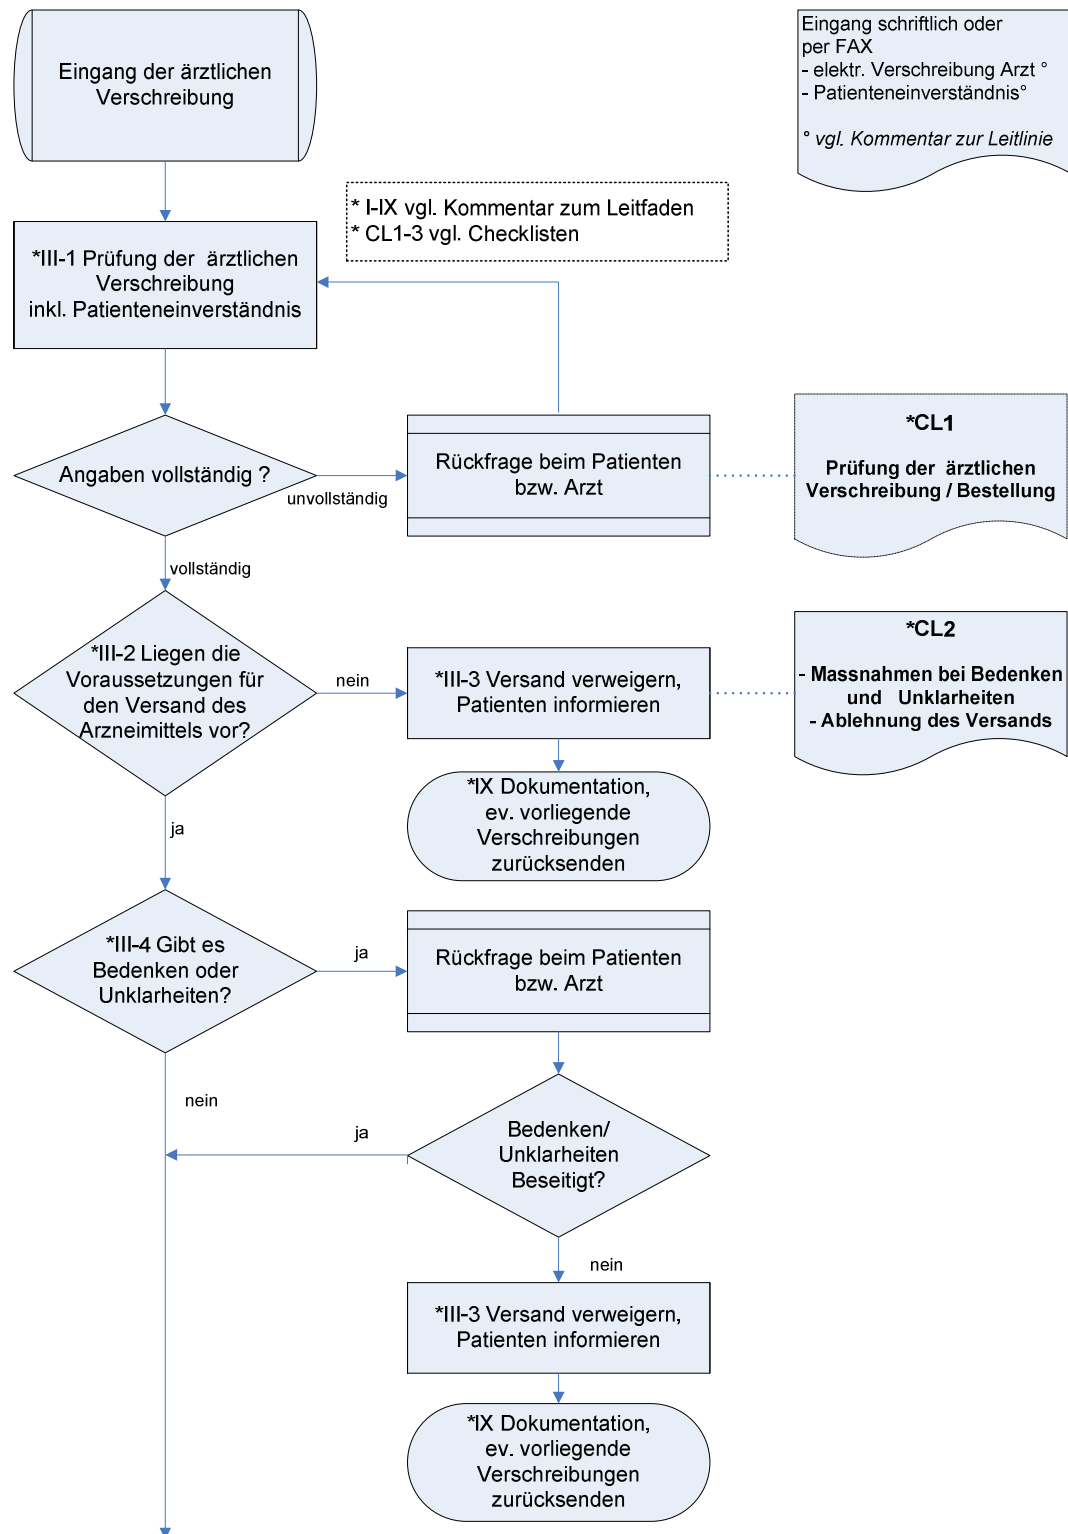 Eingang der ärztlichen
Verschreibung
Eingang schriftlich oder
per FAX
- elektr. Verschreibung Arzt °
- Patienteneinverständnis°
° vgl. Kommentar zur Leitlinie
* I-IX vgl. Kommentar zum Leitfaden
* CL1-3 vgl. Checklisten
*III-1 Prüfung der ärztlichen
Verschreibung
inkl. Patienteneinverständnis
Angaben vollständig ?
unvollständig
Rückfrage beim Patienten
bzw. Arzt
*CL1
Prüfung der ärztlichen
Verschreibung / Bestellung
vollständig
*III-2 Liegen die
Voraussetzungen für
den Versand des
Arzneimittels vor?
nein
*III-3 Versand verweigern,
Patienten informieren
*CL2
- Massnahmen bei Bedenken
und Unklarheiten
- Ablehnung des Versands
*IX Dokumentation,
ev. vorliegende
Verschreibungen
zurücksenden
ja
*III-4 Gibt es
Bedenken oder
Unklarheiten?
ja
Rückfrage beim Patienten
bzw. Arzt
nein
ja
Bedenken/
Unklarheiten
Beseitigt?
nein
*III-3 Versand verweigern,
Patienten informieren
*IX Dokumentation,
ev. vorliegende
Verschreibungen
zurücksenden